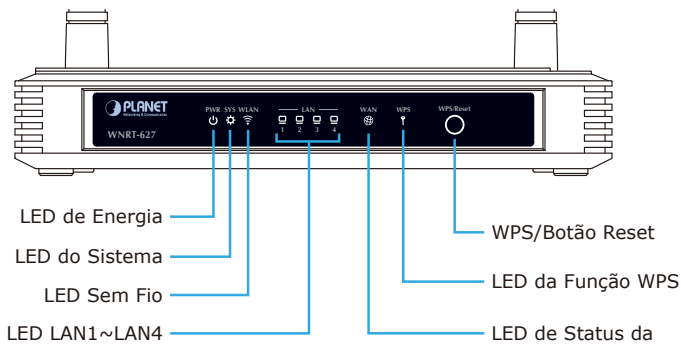 PLANET
Networking & Communication
WNRT-627
PWR SYS WLAN
LAN
1 2 3 4
WAN
WPS
WPS/Reset
LED de Energia
LED do Sistema
LED Sem Fio
LED LAN1~LAN4
WPS/Botão Reset
LED da Função WPS
LED de Status da